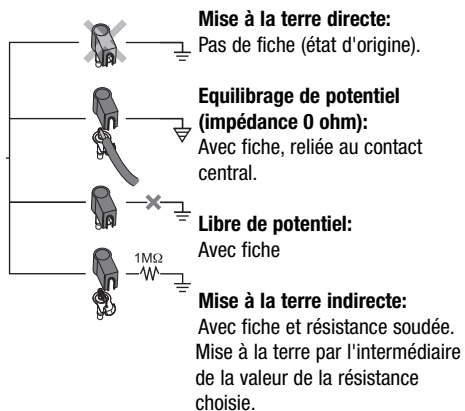 Mise à la terre directe:
Pas de fiche (état d'origine).
Equilibrage de potentiel
(impédance 0 ohm):
Avec fiche, reliée au contact
central.
Libre de potentiel:
Avec fiche
1MΩ
Mise à la terre indirecte:
Avec fiche et résistance soudée.
Mise à la terre par l'intermédiaire
de la valeur de la résistance
choisie.